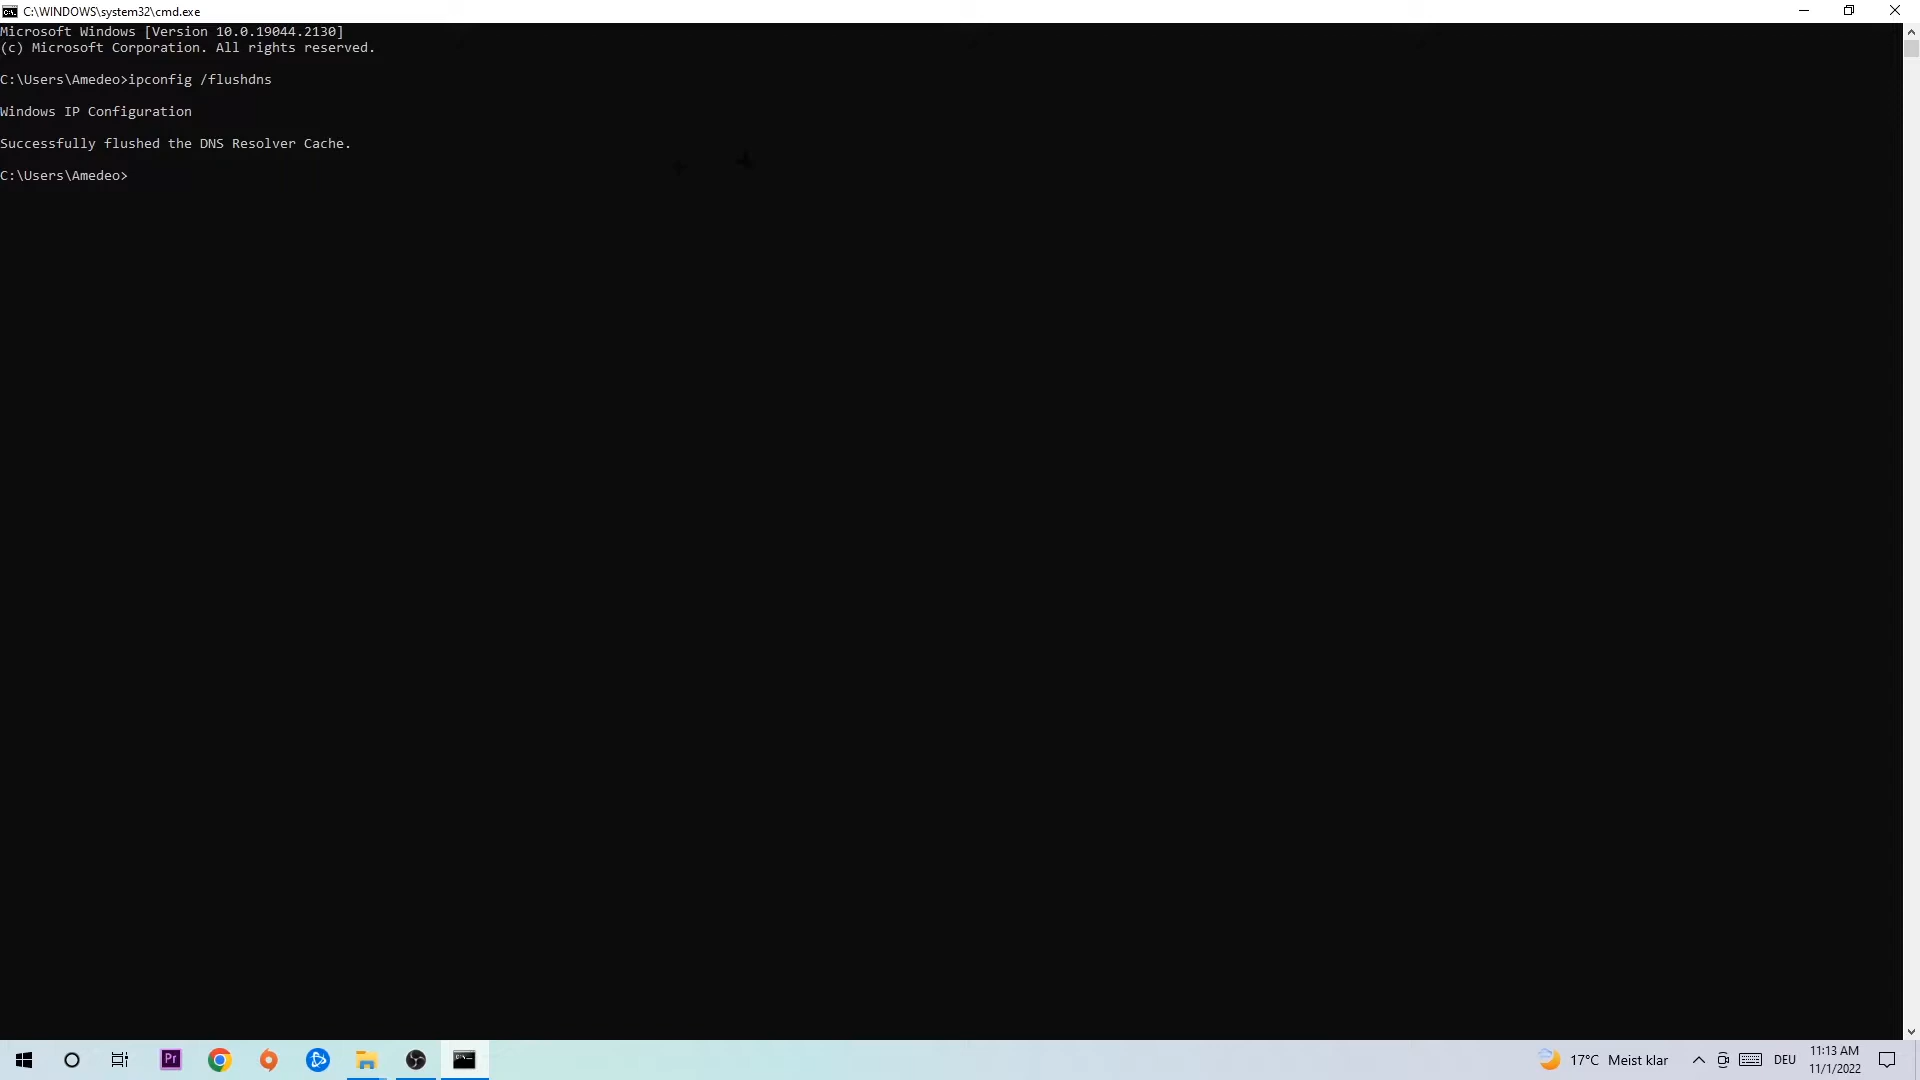 C:\WINDOWS\system32\cmd.exe
Microsoft Windows [Version 10.0.19044.2130]
(c) Microsoft Corporation. All rights reserved.
C:\Users\Amedeo>ipconfig /flushdns
Windows IP Configuration
Successfully flushed the DNS Resolver Cache.
C:\Users\Amedeo>
Pr
17°C Meist klar
DEU
11:13 AM
11/1/2022